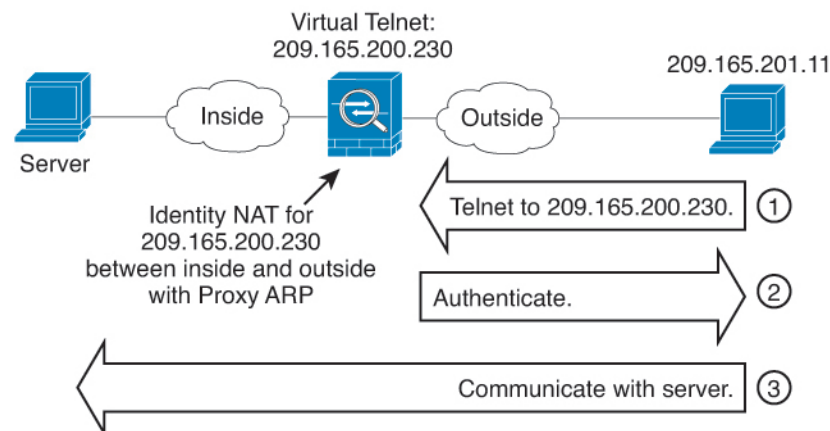 Virtual Telnet:
209.165.200.230
209.165.201.11
Inside
Outside
Server
Identity NAT for
209.165.200.230
between inside and outside
with Proxy ARP
Telnet to 209.165.200.230.
1
Authenticate.
2
Communicate with server.
3